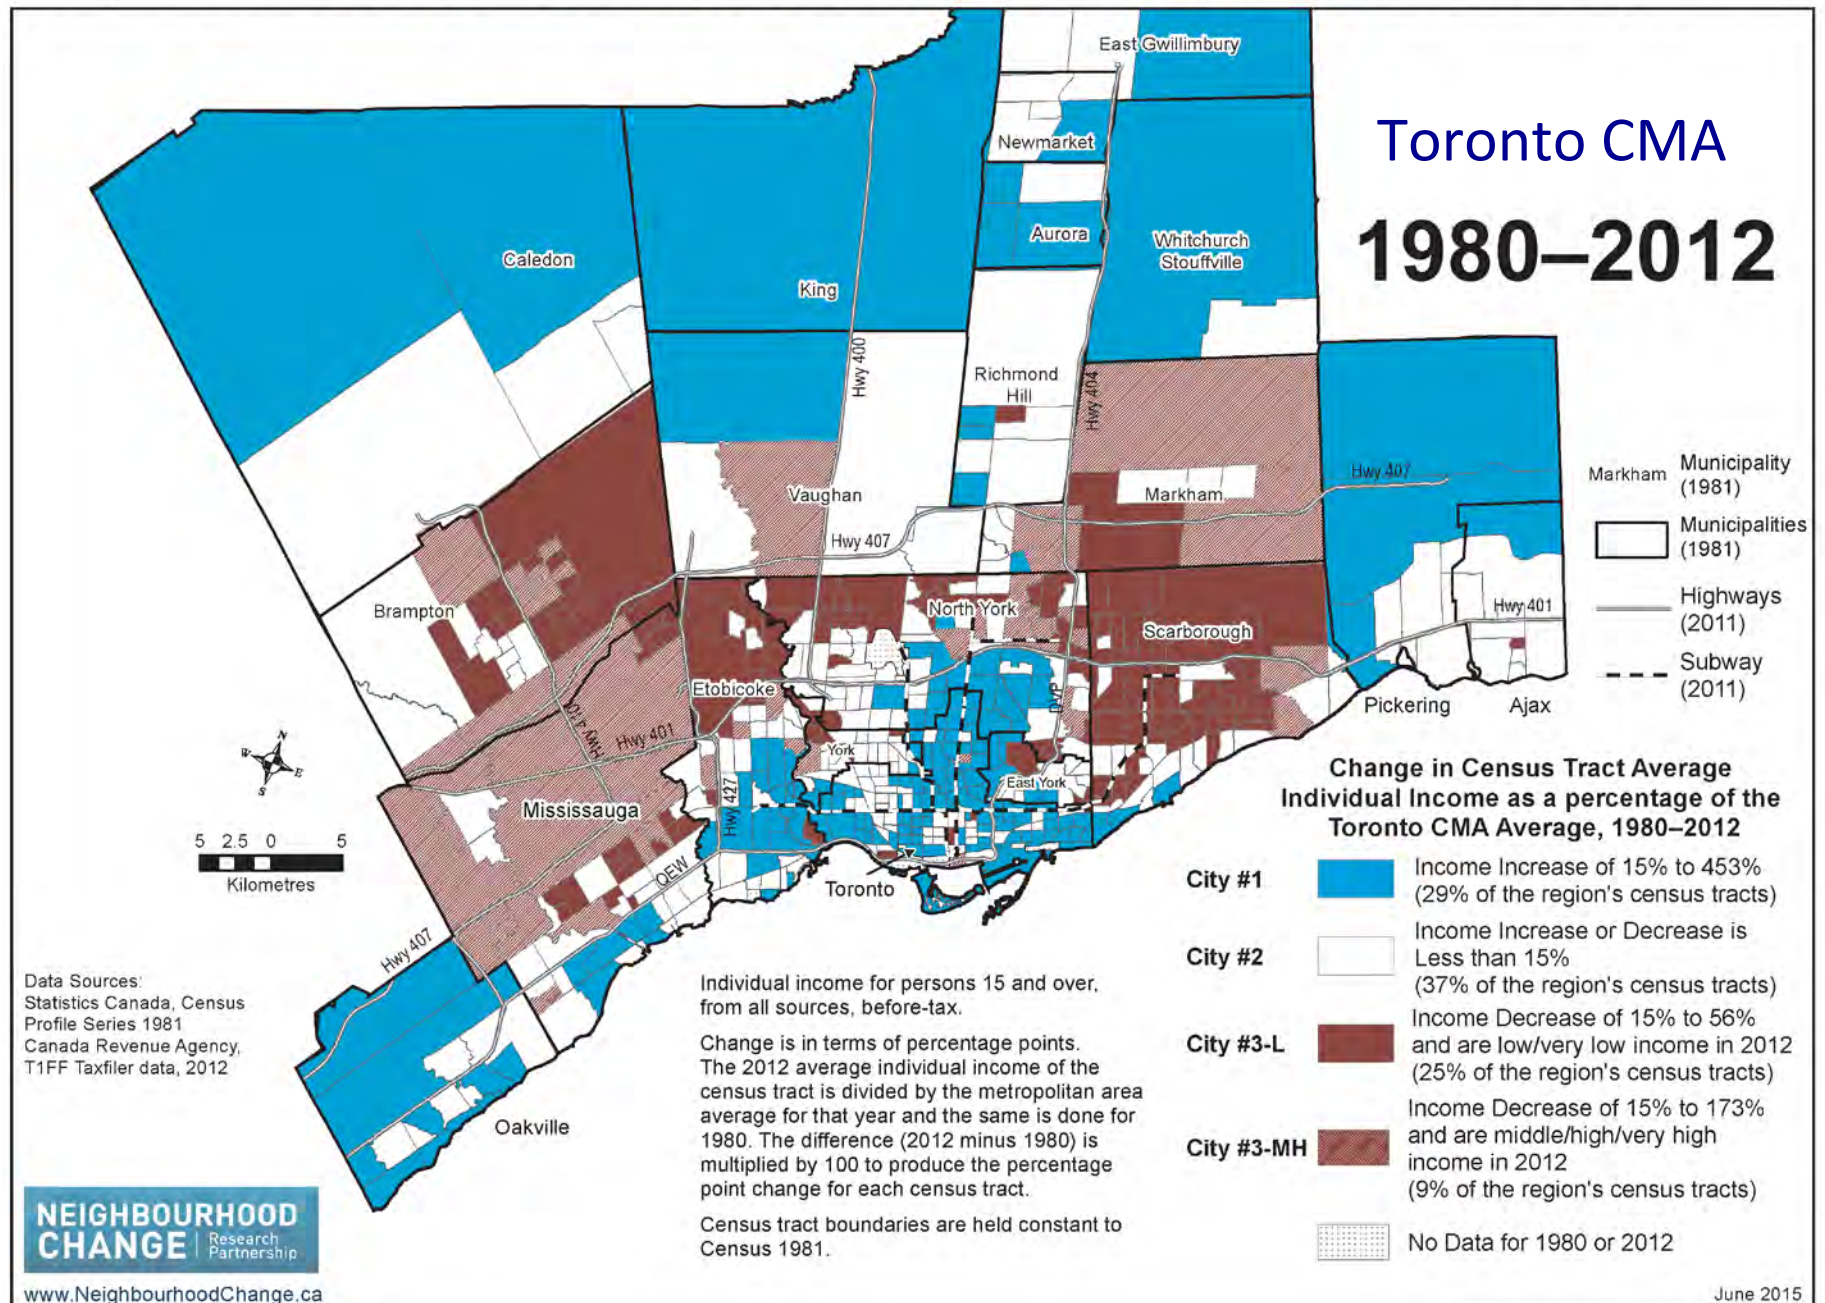 East Gwillimbury
Toronto CMA
Newmarket
1980–2012
Aurora
Whitchurch
Stouffville
Caledon
King
Hwy 400
Richmond
Hill
Hwy 404
Hwy 407
Vaughan
Markham
Hwy 407
Markham
Municipality
(1981)
Municipalities
(1981)
Highways
(2011)
Subway
(2011)
Brampton
North York
Scarborough
Hwy 401
Etobicoke
Pickering
Ajax
DVP
Hwy 410
Hwy 401
York
East York
Mississauga
Hwy 427
W N E S
5 2.5 0 5
Kilometres
QEW
Toronto
Hwy 407
Oakville
Change in Census Tract Average
Individual Income as a percentage of the
Toronto CMA Average, 1980–2012
City #1
Income Increase of 15% to 453%
(29% of the region's census tracts)
City #2
Income Increase or Decrease is
Less than 15%
(37% of the region's census tracts)
City #3-L
Income Decrease of 15% to 56%
and are low/very low income in 2012
(25% of the region's census tracts)
City #3-MH
Income Decrease of 15% to 173%
and are middle/high/very high
income in 2012
(9% of the region's census tracts)
No Data for 1980 or 2012
Data Sources:
Statistics Canada, Census
Profile Series 1981
Canada Revenue Agency,
T1FF Taxfiler data, 2012
Individual income for persons 15 and over,
from all sources, before-tax.
Change is in terms of percentage points.
The 2012 average individual income of the
census tract is divided by the metropolitan area
average for that year and the same is done for
1980. The difference (2012 minus 1980) is
multiplied by 100 to produce the percentage
point change for each census tract.
Census tract boundaries are held constant to
Census 1981.
NEIGHBOURHOOD
CHANGE Research
Partnership
www.NeighbourhoodChange.ca
June 2015